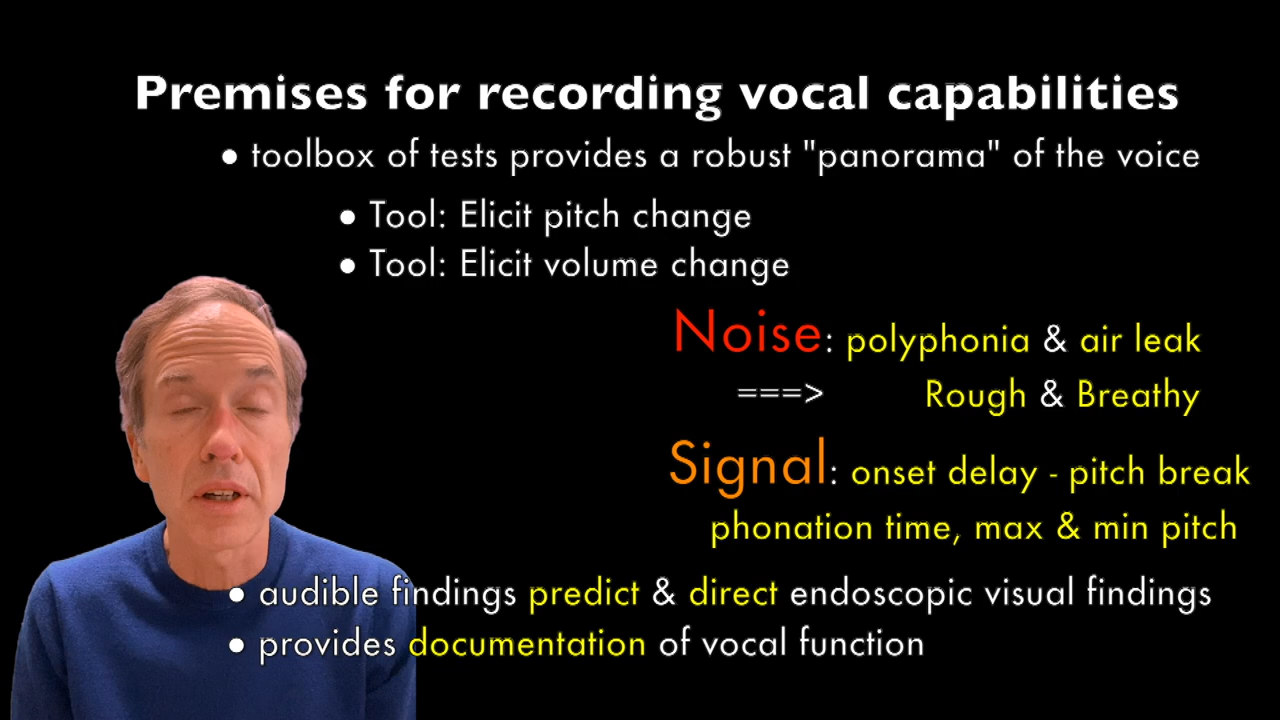 Premises for recording vocal capabilities
• toolbox of tests provides a robust "panorama" of the voice
• Tool: Elicit pitch change
• Tool: Elicit volume change
Noise: polyphonia & air leak
===> Rough & Breathy
Signal: onset delay - pitch break
phonation time, max & min pitch
• audible findings predict & direct endoscopic visual findings
• provides documentation of vocal function